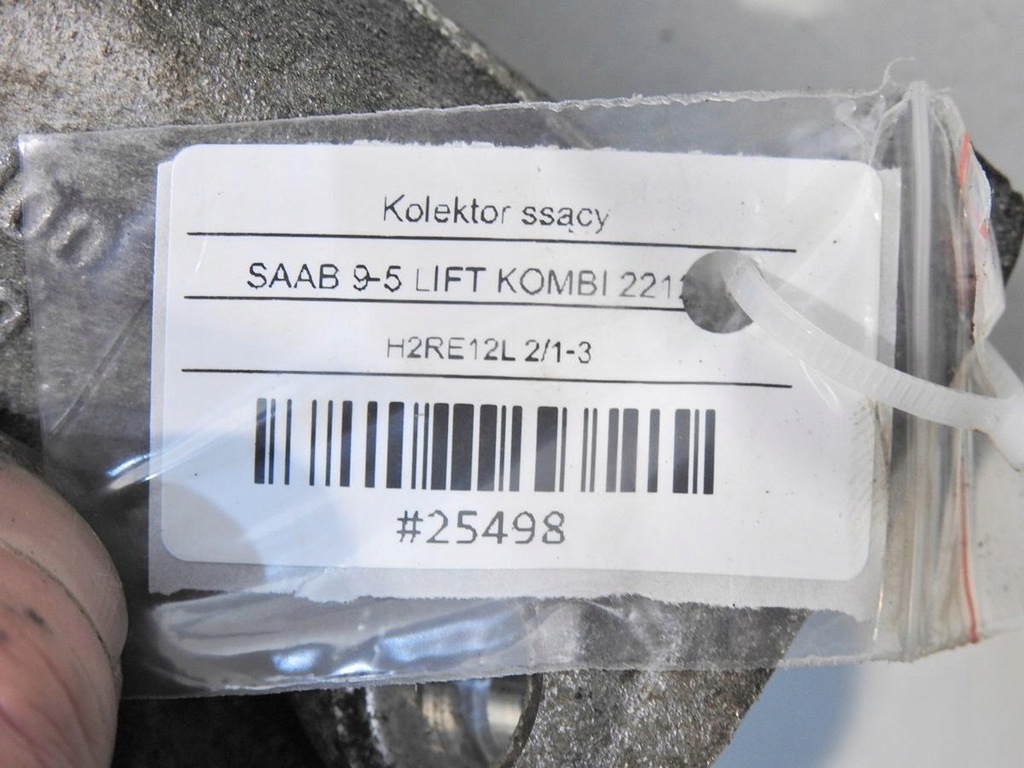 Kolektor ssący
SAAB 9-5 LIFT KOMBI
H2RE12L 2/1-3
#25498